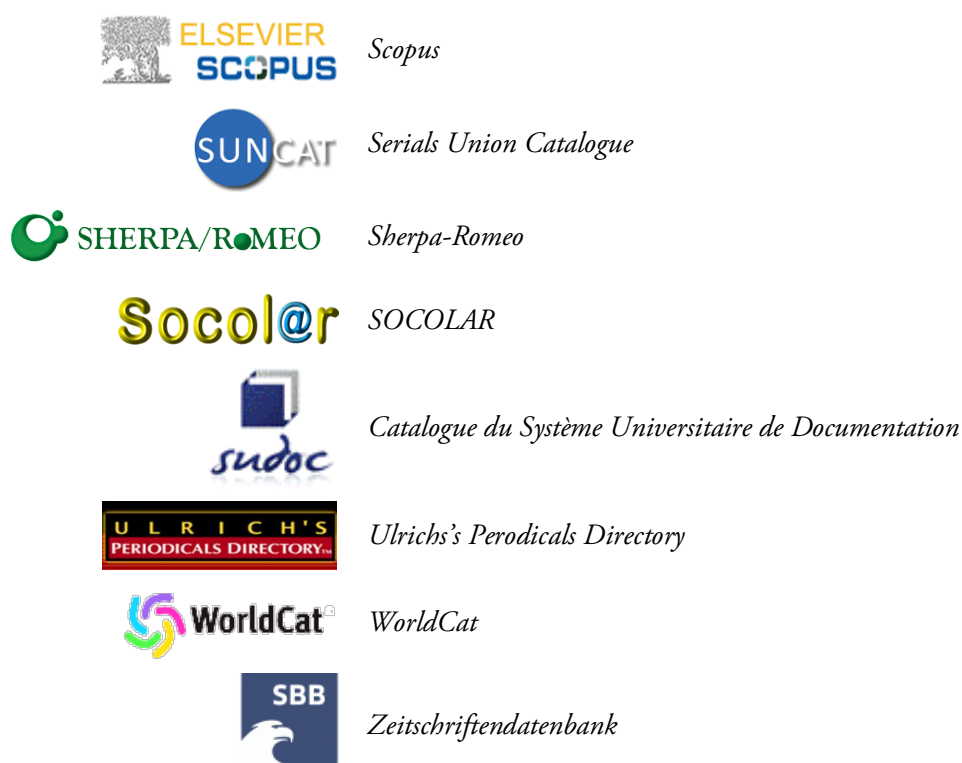 ELSEVIER
SCOPUS
Scopus
SUNCAT
Serials Union Catalogue
SHERPA/RoMEO
Sherpa-Romeo
Socol@r
SOCOLAR
sudoc
Catalogue du Système Universitaire de Documentation
ULRICH'S
PERIODICALS DIRECTORY™
Ulrichs's Perodicals Directory
WorldCat
WorldCat
SBB
Zeitschriftendatenbank